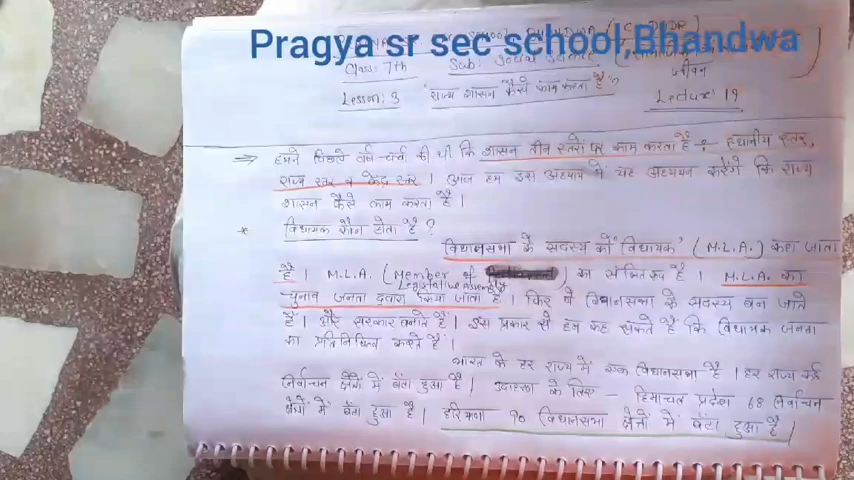 Pragya sr sec school,Bhandwa
Class: 7th Sub: Social Science
जीवन
Lesson: 3 "राज्य शासन कैसे काम करता है"? Lecture: 19
⇒ हमने पिछले वर्ष चर्चा की थी कि शासन तीन स्तरों पर काम करता है - स्थानीय स्तर,
राज्य स्तर व केंद्र स्तर। आज हम इस अध्याय में यह अध्ययन करेंगे कि राज्य
शासन कैसे काम करता है।
* विधायक कौन होता है?
विधानसभा के सदस्य को "विधायक" (M.L.A.) कहा जाता
है। M.L.A. (Member of Legislative Assembly) का संक्षिप्त रूप है। M.L.A. का
चुनाव जनता द्वारा किया जाता है। फिर वे विधानसभा के सदस्य बन जाते
हैं। और सरकार बनाते हैं। इस प्रकार से हम कह सकते हैं कि विधायक जनता
का प्रतिनिधित्व करते हैं।
भारत के हर राज्य में एक विधानसभा है। हर राज्य कई
निर्वाचन क्षेत्रों में बंटा हुआ है। उदाहरण के लिए - हिमाचल प्रदेश 68 निर्वाचन
क्षेत्रों में बंटा हुआ है। हरियाणा 90 विधानसभा क्षेत्रों में बंटा हुआ है